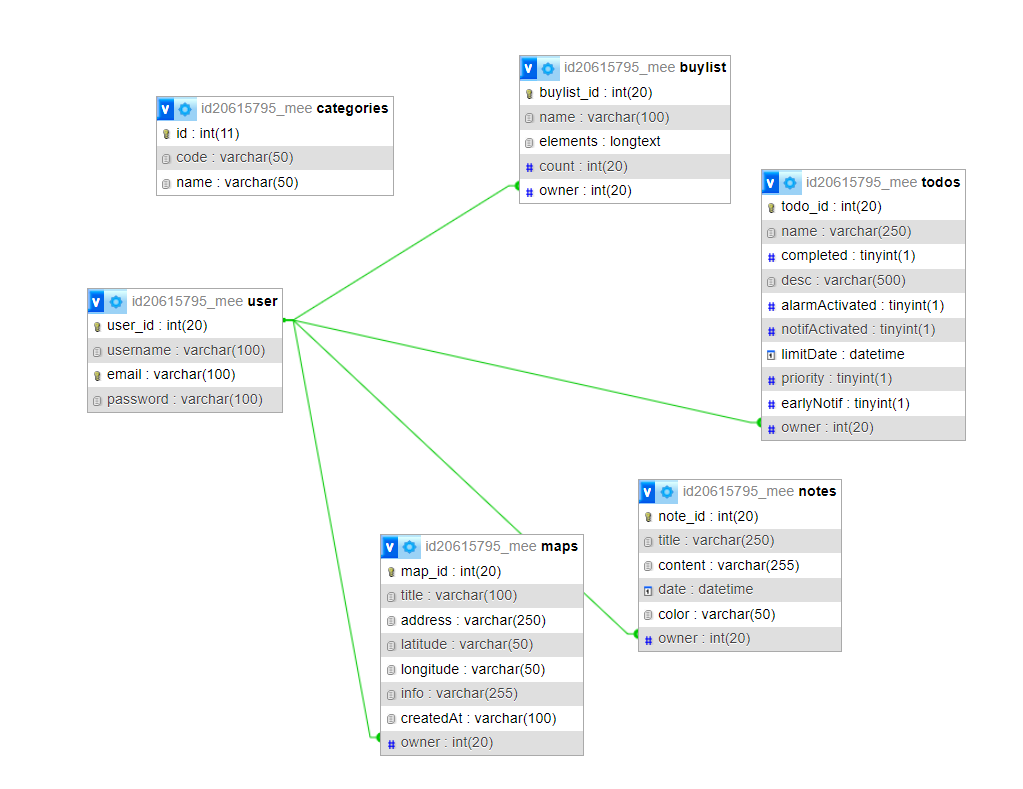 id20615795_mee buylist
buylist_id : int(20)
name : varchar(100)
elements : longtext
count : int(20)
owner : int(20)
id20615795_mee categories
id : int(11)
code : varchar(50)
name : varchar(50)
id20615795_mee todos
todo_id : int(20)
name : varchar(250)
completed : tinyint(1)
desc : varchar(500)
alarmActivated : tinyint(1)
notifActivated : tinyint(1)
limitDate : datetime
priority : tinyint(1)
earlyNotif : tinyint(1)
owner : int(20)
id20615795_mee user
user_id : int(20)
username : varchar(100)
email : varchar(100)
password : varchar(100)
id20615795_mee notes
note_id : int(20)
title : varchar(250)
content : varchar(255)
date : datetime
color : varchar(50)
owner : int(20)
id20615795_mee maps
map_id : int(20)
title : varchar(100)
address : varchar(250)
latitude : varchar(50)
longitude : varchar(50)
info : varchar(255)
createdAt : varchar(100)
owner : int(20)